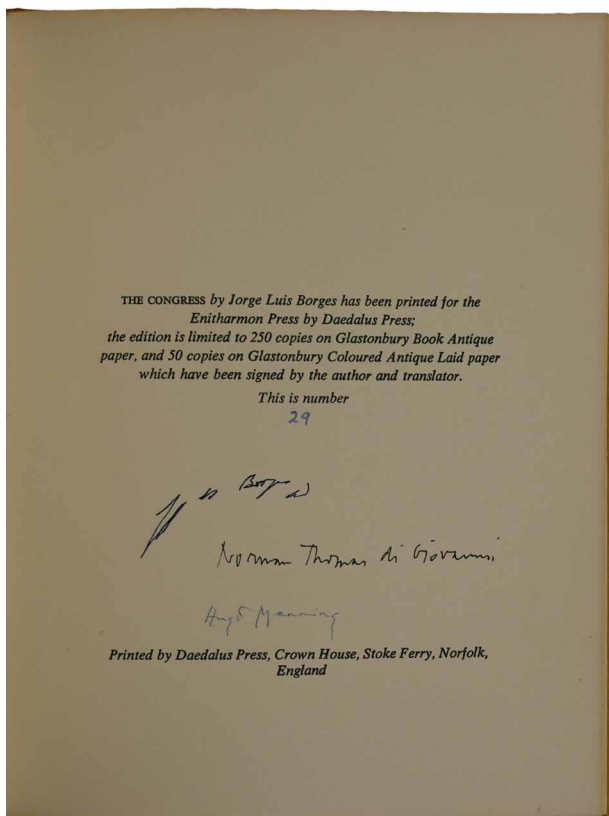 THE CONGRESS by Jorge Luis Borges has been printed for the
Enitharmon Press by Daedalus Press;
the edition is limited to 250 copies on Glastonbury Book Antique
paper, and 50 copies on Glastonbury Coloured Antique Laid paper
which have been signed by the author and translator.
This is number
29
Borges
Norman Thomas di Giovanni
Hugo Manning
Printed by Daedalus Press, Crown House, Stoke Ferry, Norfolk,
England